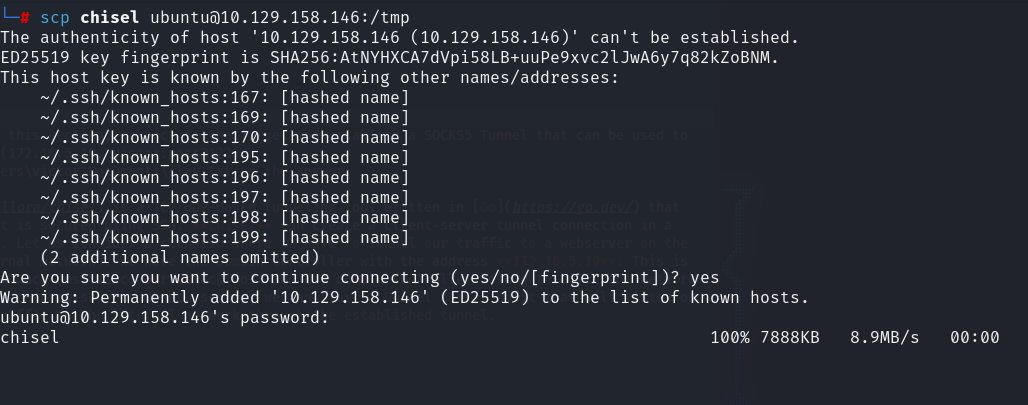 └─# scp chisel ubuntu@10.129.158.146:/tmp
The authenticity of host '10.129.158.146 (10.129.158.146)' can't be established.
ED25519 key fingerprint is SHA256:AtNYHXCA7dVpi58LB+uuPe9xvc2lJwA6y7q82kZoBNM.
This host key is known by the following other names/addresses:
    ~/.ssh/known_hosts:167: [hashed name]
    ~/.ssh/known_hosts:169: [hashed name]
    ~/.ssh/known_hosts:170: [hashed name]
    ~/.ssh/known_hosts:195: [hashed name]
    ~/.ssh/known_hosts:196: [hashed name]
    ~/.ssh/known_hosts:197: [hashed name]
    ~/.ssh/known_hosts:198: [hashed name]
    ~/.ssh/known_hosts:199: [hashed name]
    (2 additional names omitted)
Are you sure you want to continue connecting (yes/no/[fingerprint])? yes
Warning: Permanently added '10.129.158.146' (ED25519) to the list of known hosts.
ubuntu@10.129.158.146's password:
chisel 100% 7888KB 8.9MB/s 00:00